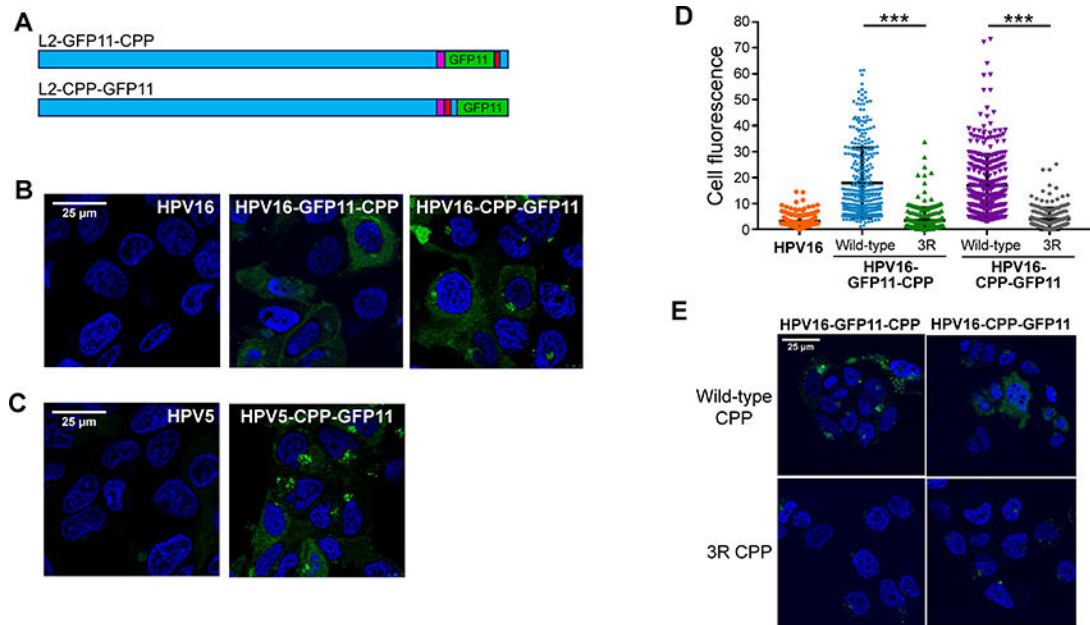 A
L2-GFP11-CPP
GFP11
L2-CPP-GFP11
GFP11
B
25 µm
HPV16
HPV16-GFP11-CPP
HPV16-CPP-GFP11
C
25 µm
HPV5
HPV5-CPP-GFP11
D
Cell fluorescence
80
70
60
50
40
30
20
10
0
***
***
HPV16
Wild-type
3R
Wild-type
3R
HPV16-
GFP11-CPP
HPV16-
CPP-GFP11
E
HPV16-GFP11-CPP
HPV16-CPP-GFP11
25 µm
Wild-type
CPP
3R CPP